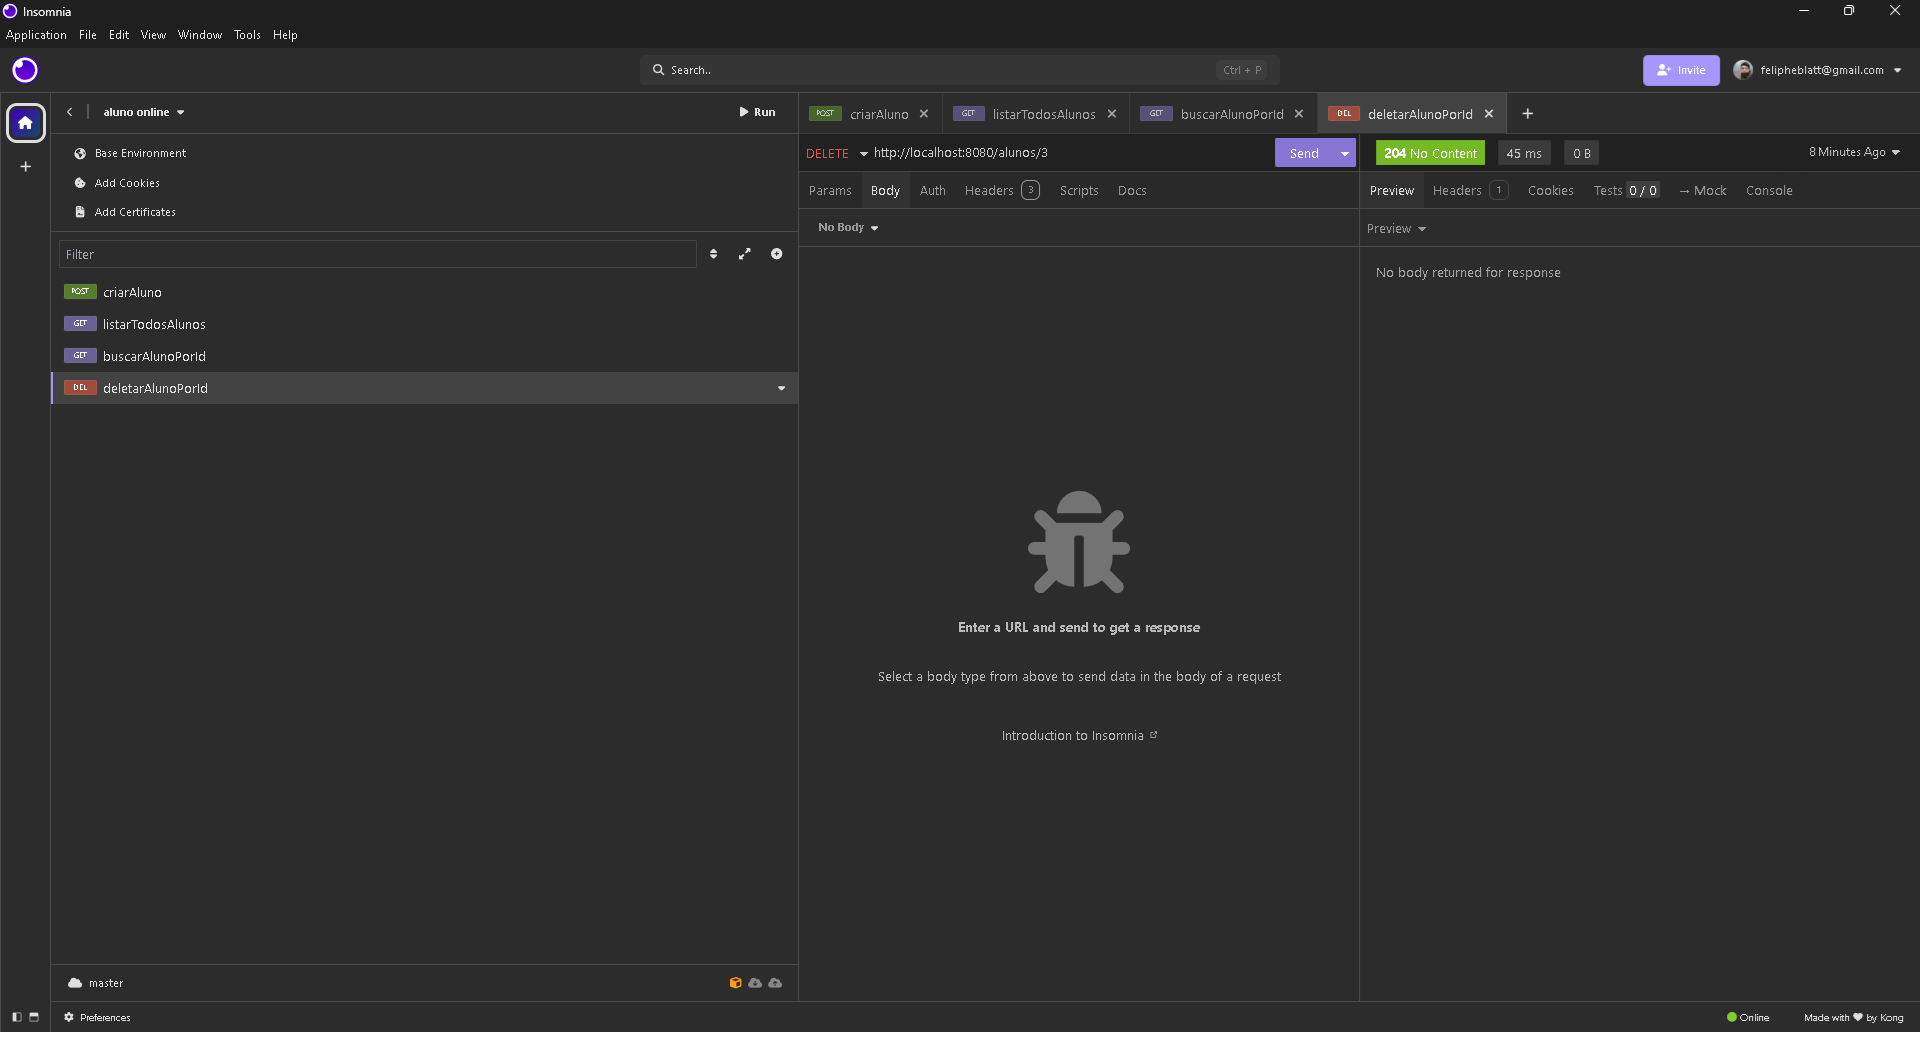 Insomnia
Application File Edit View Window Tools Help
Search.. Ctrl + P
Invite
felipheblatt@gmail.com
aluno online
Run
Base Environment
Add Cookies
Add Certificates
Filter
POST criarAluno
GET listarTodosAlunos
GET buscarAlunoPorId
DEL deletarAlunoPorId
master
Preferences
POST criarAluno
GET listarTodosAlunos
GET buscarAlunoPorId
DEL deletarAlunoPorId
DELETE http://localhost:8080/alunos/3
Send
Params Body Auth Headers 3 Scripts Docs
No Body
Enter a URL and send to get a response
Select a body type from above to send data in the body of a request
Introduction to Insomnia
204 No Content 45 ms 0 B
8 Minutes Ago
Preview Headers 1 Cookies Tests 0 / 0 → Mock Console
Preview
No body returned for response
Online
Made with ♥ by Kong